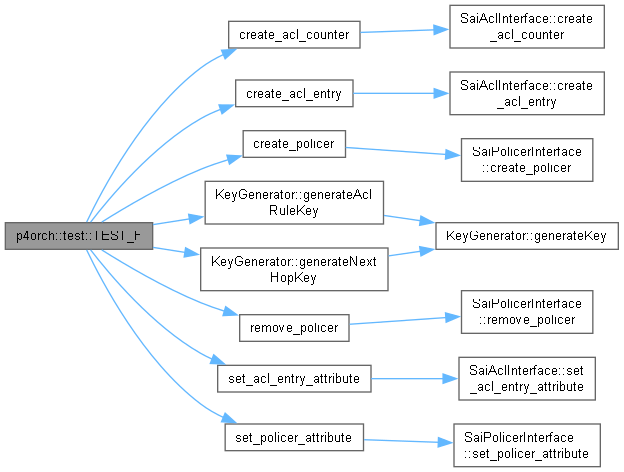 p4orch::test::TEST_F
create_acl_counter
SaiAclInterface::create
_acl_counter
create_acl_entry
SaiAclInterface::create
_acl_entry
create_policer
SaiPolicerInterface
::create_policer
KeyGenerator::generateAcl
RuleKey
KeyGenerator::generateNext
HopKey
KeyGenerator::generateKey
remove_policer
SaiPolicerInterface
::remove_policer
set_acl_entry_attribute
SaiAclInterface::set
_acl_entry_attribute
set_policer_attribute
SaiPolicerInterface
::set_policer_attribute